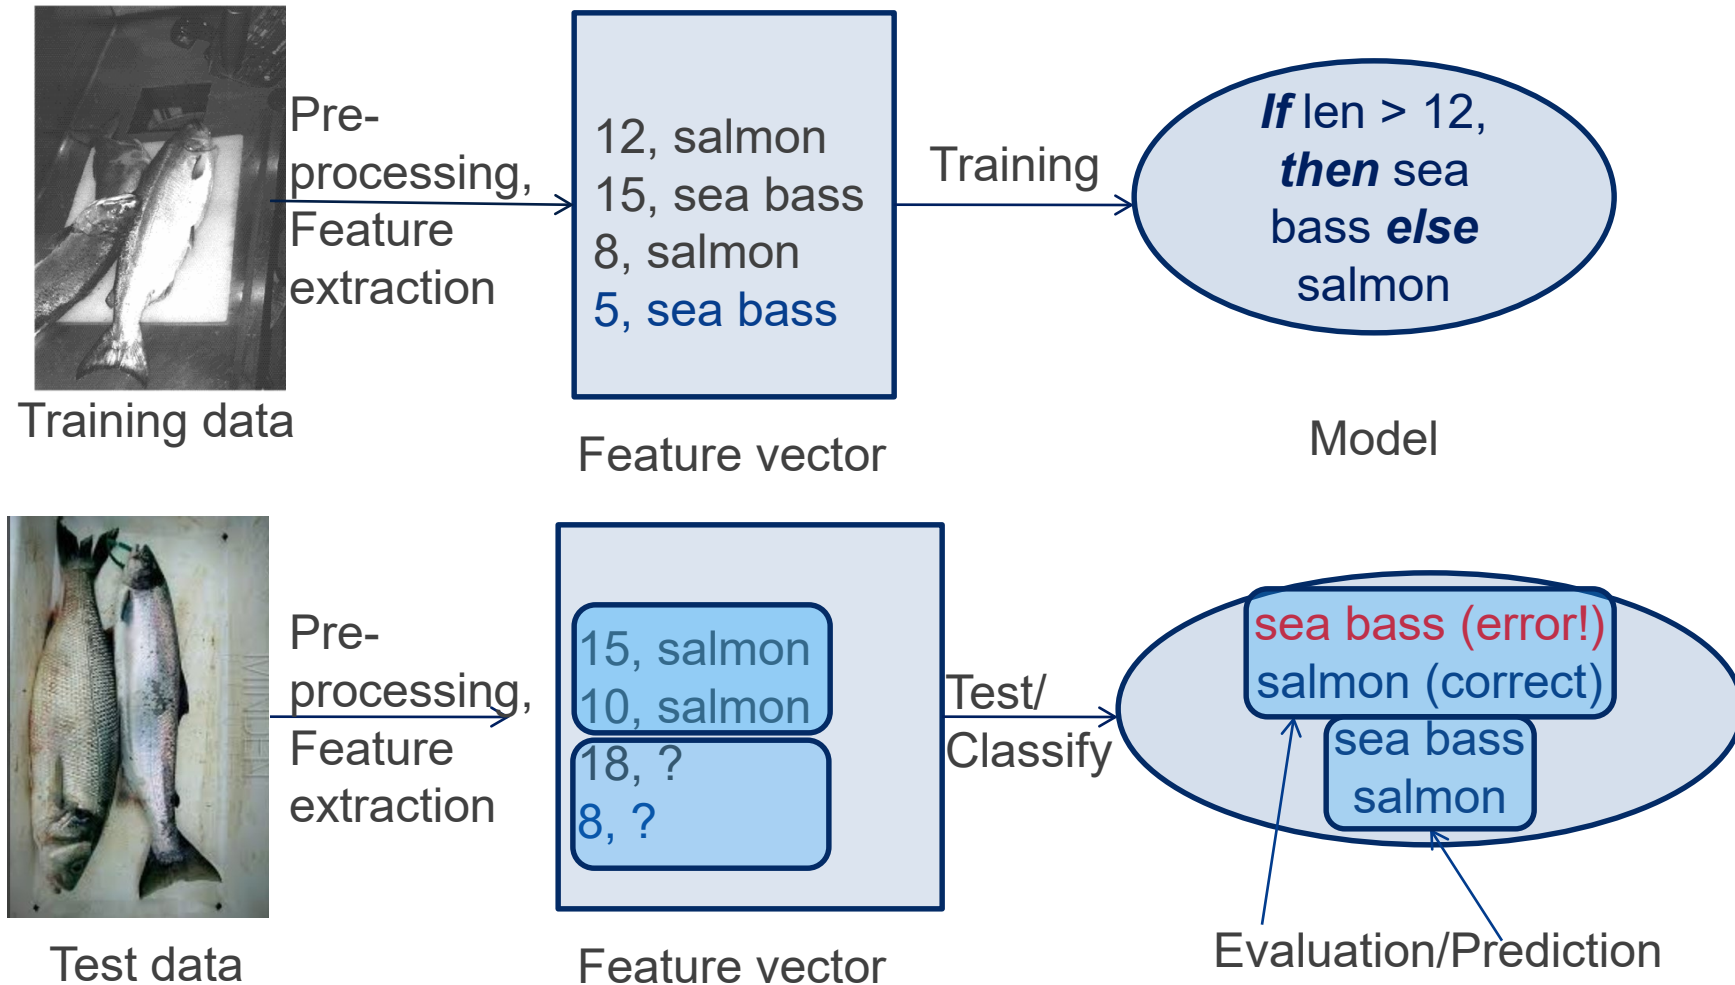 Pre-
processing,
Feature
extraction
12, salmon
15, sea bass
8, salmon
5, sea bass
Training
If len > 12,
then sea
bass else
salmon
Training data
Feature vector
Model
Pre-
processing,
Feature
extraction
15, salmon
10, salmon
18, ?
8, ?
Test/
Classify
sea bass (error!)
salmon (correct)
sea bass
salmon
Test data
Feature vector
Evaluation/Prediction